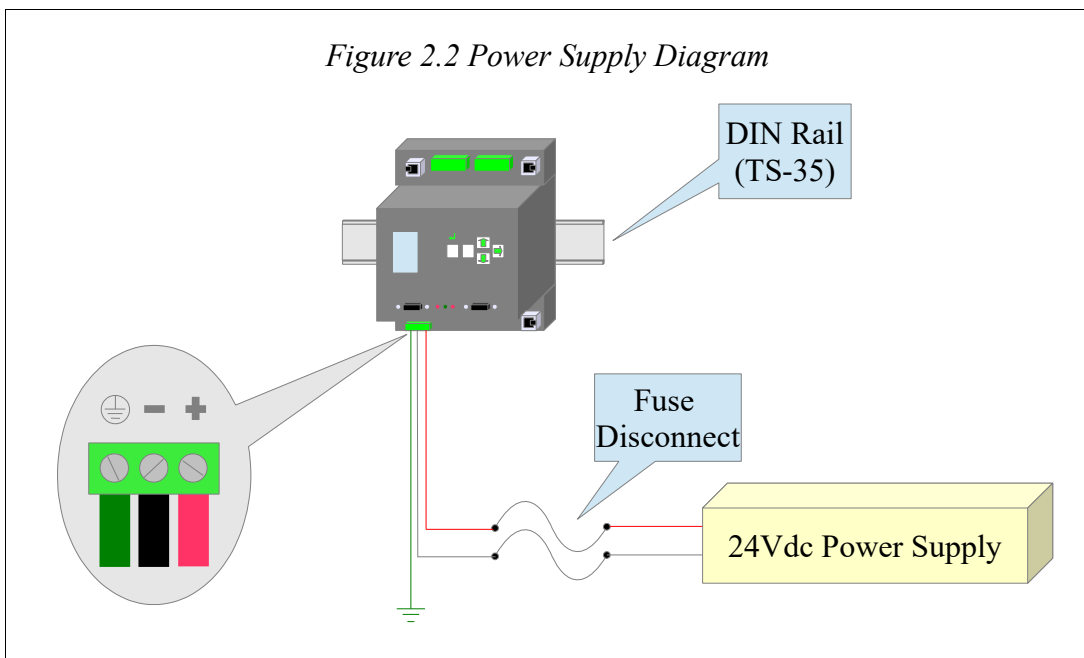 Figure 2.2 Power Supply Diagram
DIN Rail
(TS-35)
Fuse
Disconnect
24Vdc Power Supply